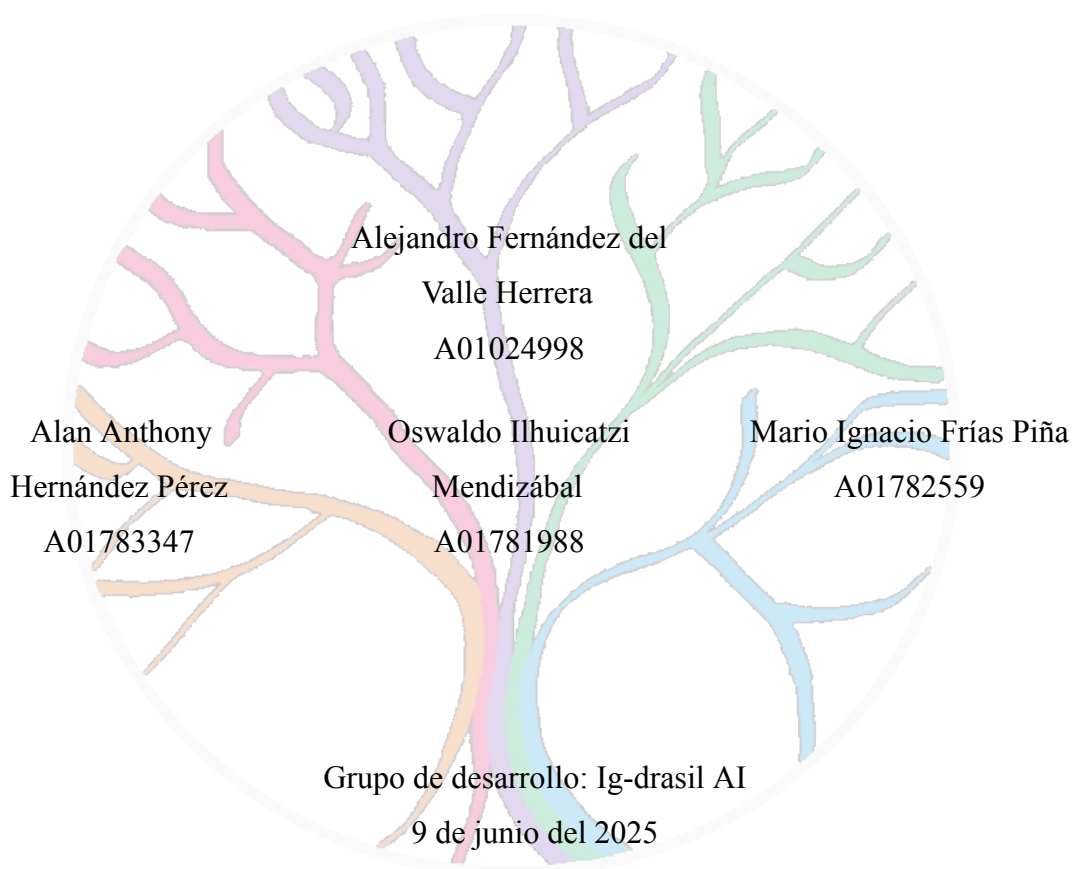 Alejandro Fernández del
Valle Herrera
A01024998
Alan Anthony
Hernández Pérez
A01783347
Oswaldo Ilhuicatzi
Mendizábal
A01781988
Mario Ignacio Frías Piña
A01782559
Grupo de desarrollo: Ig-drasil AI
9 de junio del 2025